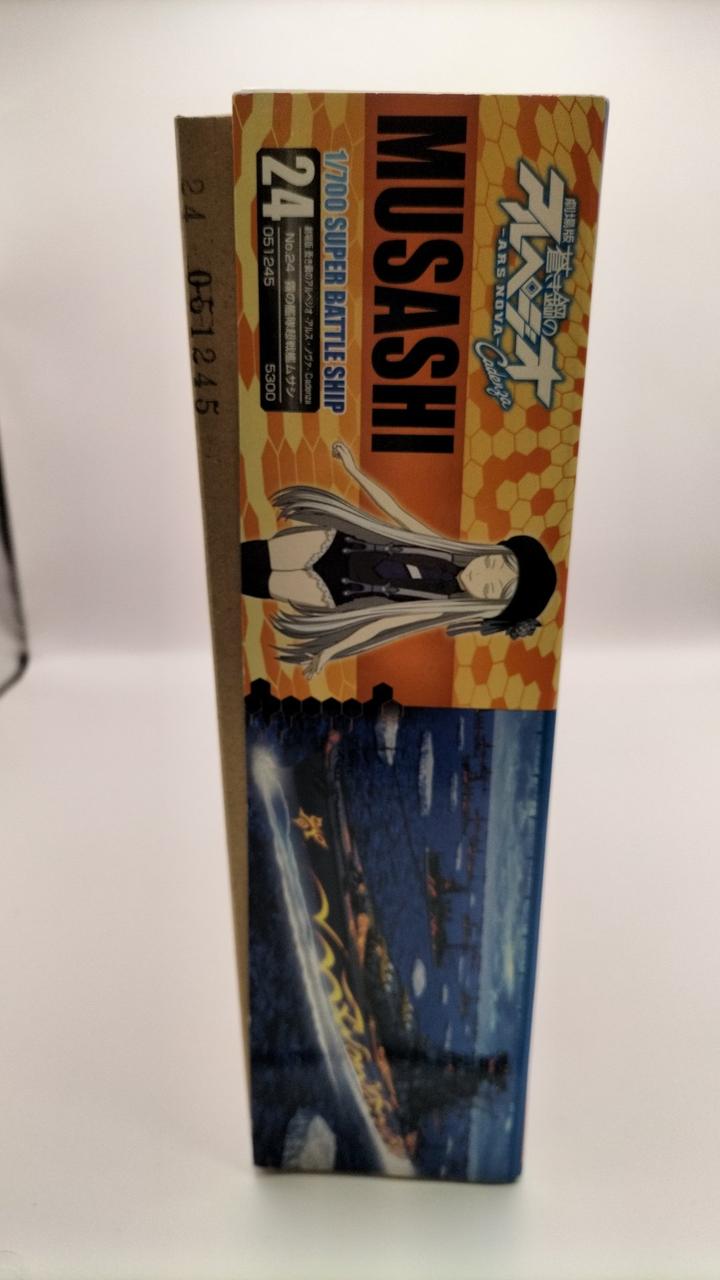 劇場版
蒼き鋼の
アルペジオ
-ARS NOVA-
Cadenza
MUSASHI
1/700 SUPER BATTLE SHIP
24
劇場版 蒼き鋼のアルペジオ -アルス・ノヴァ- Cadenza
No.24 霧の艦隊超戦艦ムサシ
051245
5300
24 051245